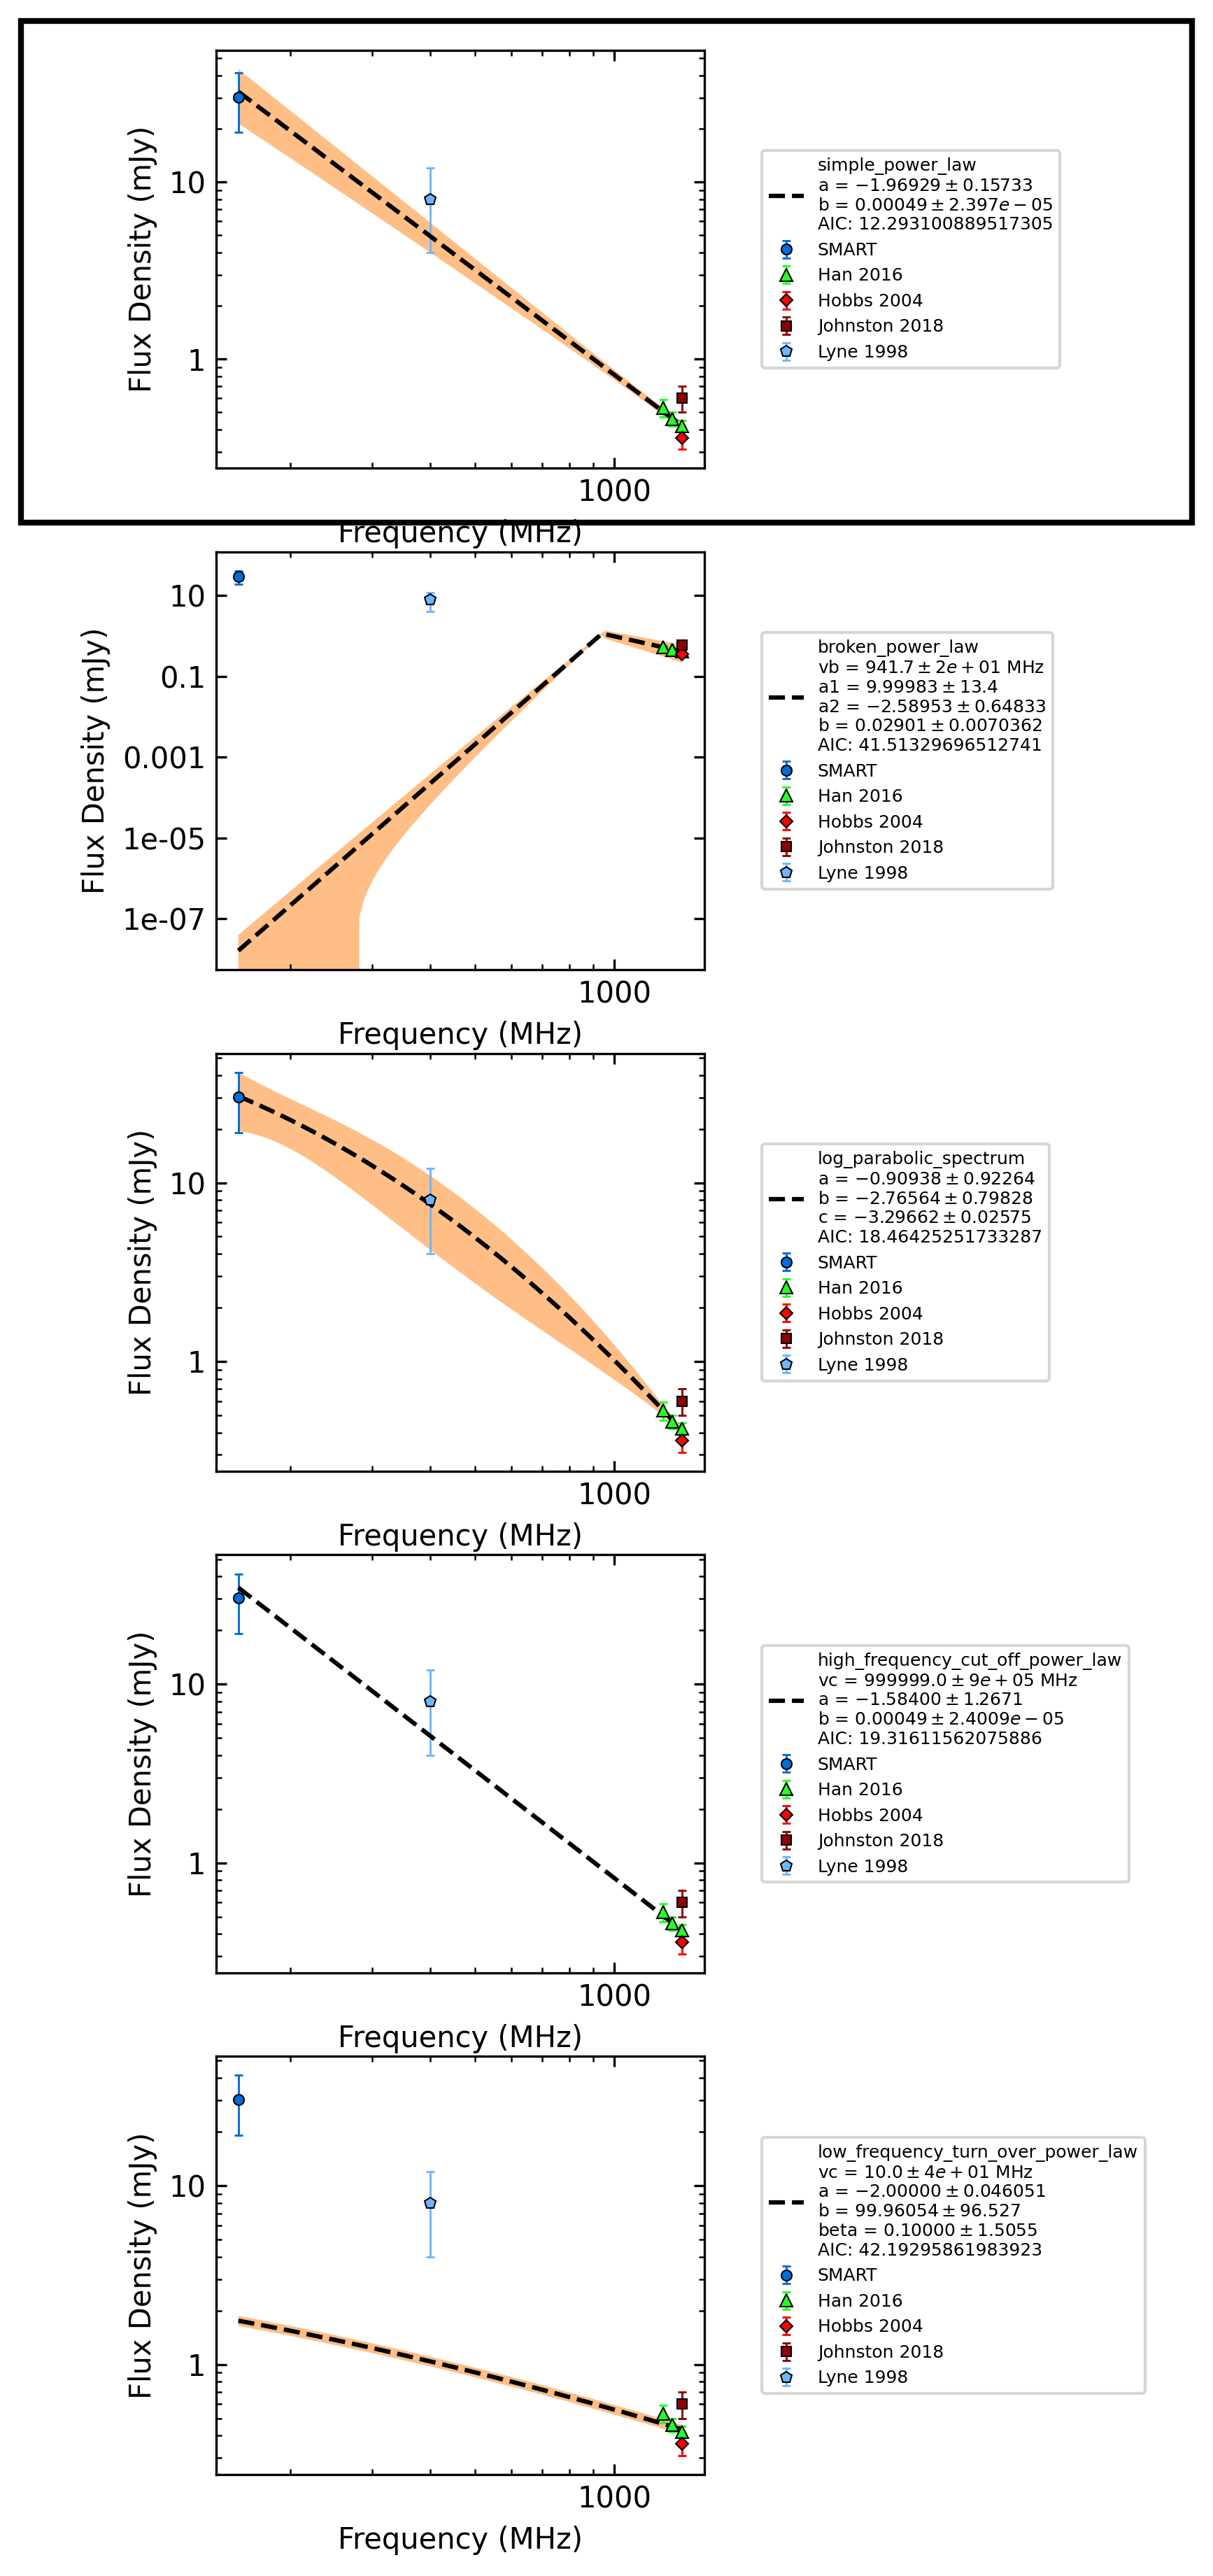 10
1
Flux Density (mJy)
1000
Frequency (MHz)
simple_power_law
a = −1.96929 ± 0.15733
b = 0.00049 ± 2.397e − 05
AIC: 12.293100889517305
SMART
Han 2016
Hobbs 2004
Johnston 2018
Lyne 1998
10
0.1
0.001
1e-05
1e-07
Flux Density (mJy)
1000
Frequency (MHz)
broken_power_law
vb = 941.7 ± 2e + 01 MHz
a1 = 9.99983 ± 13.4
a2 = −2.58953 ± 0.64833
b = 0.02901 ± 0.0070362
AIC: 41.51329696512741
SMART
Han 2016
Hobbs 2004
Johnston 2018
Lyne 1998
10
1
Flux Density (mJy)
1000
Frequency (MHz)
log_parabolic_spectrum
a = −0.90938 ± 0.92264
b = −2.76564 ± 0.79828
c = −3.29662 ± 0.02575
AIC: 18.46425251733287
SMART
Han 2016
Hobbs 2004
Johnston 2018
Lyne 1998
10
1
Flux Density (mJy)
1000
Frequency (MHz)
high_frequency_cut_off_power_law
vc = 999999.0 ± 9e + 05 MHz
a = −1.58400 ± 1.2671
b = 0.00049 ± 2.4009e − 05
AIC: 19.31611562075886
SMART
Han 2016
Hobbs 2004
Johnston 2018
Lyne 1998
10
1
Flux Density (mJy)
1000
Frequency (MHz)
low_frequency_turn_over_power_law
vc = 10.0 ± 4e + 01 MHz
a = −2.00000 ± 0.046051
b = 99.96054 ± 96.527
beta = 0.10000 ± 1.5055
AIC: 42.19295861983923
SMART
Han 2016
Hobbs 2004
Johnston 2018
Lyne 1998